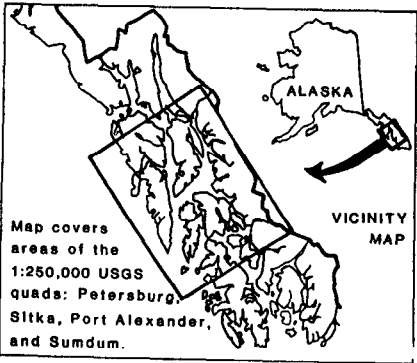 ALASKA
VICINITY
MAP
Map covers
areas of the
1:250,000 USGS
quads: Petersburg,
Sitka, Port Alexander,
and Sumdum.